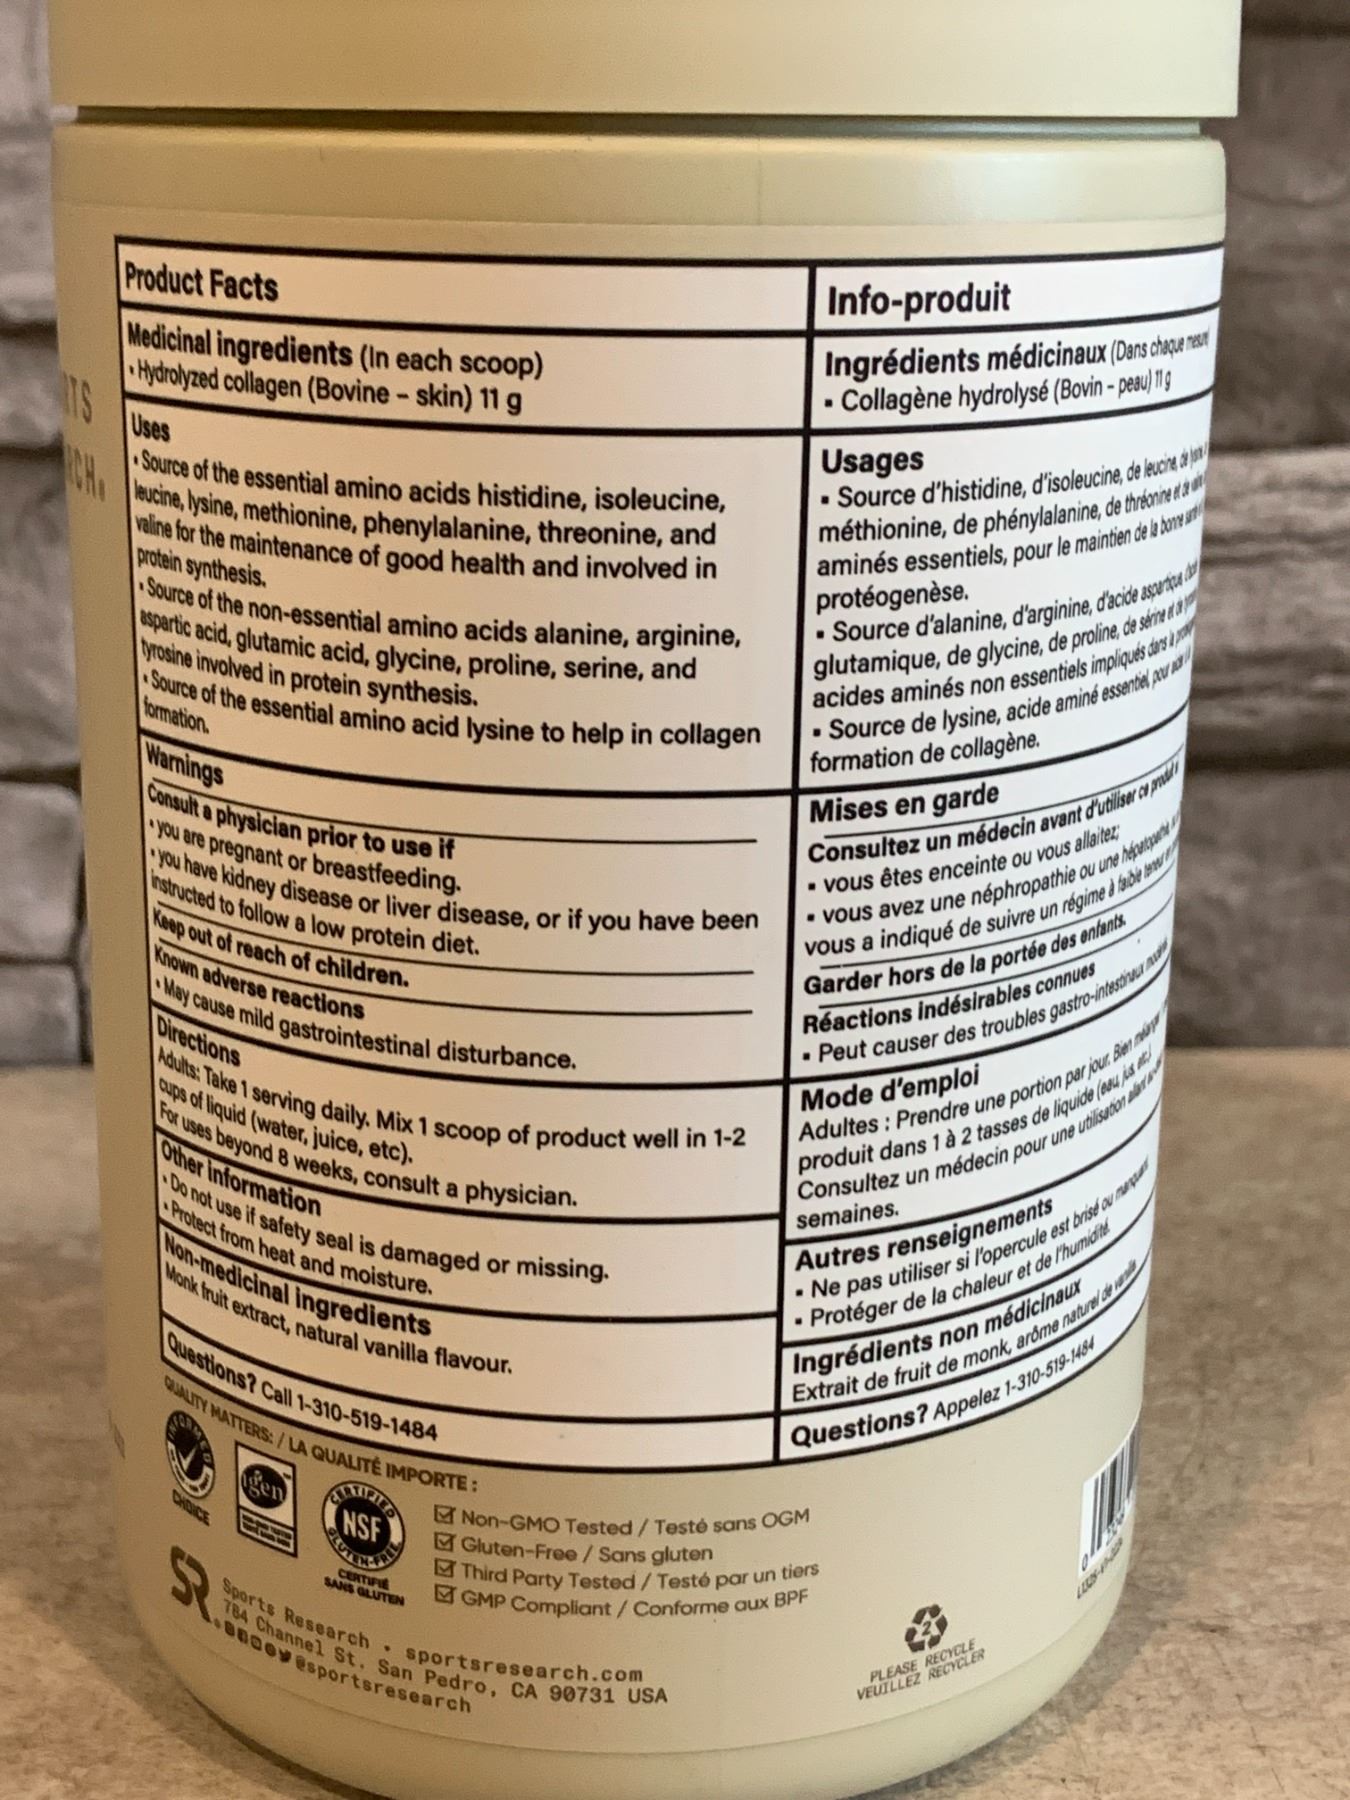 RTS
RCH.
Product Facts
Medicinal ingredients (In each scoop)
▪ Hydrolyzed collagen (Bovine – skin) 11 g
Uses
▪ Source of the essential amino acids histidine, isoleucine,
leucine, lysine, methionine, phenylalanine, threonine, and
valine for the maintenance of good health and involved in
protein synthesis.
▪ Source of the non-essential amino acids alanine, arginine,
aspartic acid, glutamic acid, glycine, proline, serine, and
tyrosine involved in protein synthesis.
▪ Source of the essential amino acid lysine to help in collagen
formation.
Warnings
Consult a physician prior to use if
▪ you are pregnant or breastfeeding.
▪ you have kidney disease or liver disease, or if you have been
instructed to follow a low protein diet.
Keep out of reach of children.
Known adverse reactions
▪ May cause mild gastrointestinal disturbance.
Directions
Adults: Take 1 serving daily. Mix 1 scoop of product well in 1-2
cups of liquid (water, juice, etc).
For uses beyond 8 weeks, consult a physician.
Other information
▪ Do not use if safety seal is damaged or missing.
▪ Protect from heat and moisture.
Non-medicinal ingredients
Monk fruit extract, natural vanilla flavour.
Questions? Call 1-310-519-1484
Info-produit
Ingrédients médicinaux (Dans chaque mesure)
▪ Collagène hydrolysé (Bovin – peau) 11 g
Usages
▪ Source d'histidine, d'isoleucine, de leucine, de lysine
méthionine, de phénylalanine, de thréonine et de
aminés essentiels, pour le maintien de la bonne santé
protéogenèse.
▪ Source d'alanine, d'arginine, d'acide aspartique,
glutamique, de glycine, de proline, de sérine et de
acides aminés non essentiels impliqués dans la
▪ Source de lysine, acide aminé essentiel, pour aider
formation de collagène.
Mises en garde
Consultez un médecin avant d'utiliser ce produit
▪ vous êtes enceinte ou vous allaitez;
▪ vous avez une néphropathie ou une hépatopathie,
vous a indiqué de suivre un régime à faible teneur
Garder hors de la portée des enfants.
Réactions indésirables connues
▪ Peut causer des troubles gastro-intestinaux
Mode d'emploi
Adultes : Prendre une portion par jour. Bien mélanger
produit dans 1 à 2 tasses de liquide (eau, jus, etc.)
Consultez un médecin pour une utilisation allant
semaines.
Autres renseignements
▪ Ne pas utiliser si l'opercule est brisé ou manquant.
▪ Protéger de la chaleur et de l'humidité.
Ingrédients non médicinaux
Extrait de fruit de monk, arôme naturel de vanille
Questions? Appelez 1-310-519-1484
QUALITY MATTERS: / LA QUALITÉ IMPORTE :
INFORMED
CHOICE
igen
CERTIFIED
NSF
GLUTEN-FREE
CERTIFIÉ
SANS GLUTEN
☑ Non-GMO Tested / Testé sans OGM
☑ Gluten-Free / Sans gluten
☑ Third Party Tested / Testé par un tiers
☑ GMP Compliant / Conforme aux BPF
SR.
Sports Research • sportsresearch.com
784 Channel St. San Pedro, CA 90731 USA
@sportsresearch
2
PLEASE RECYCLE
VEUILLEZ RECYCLER